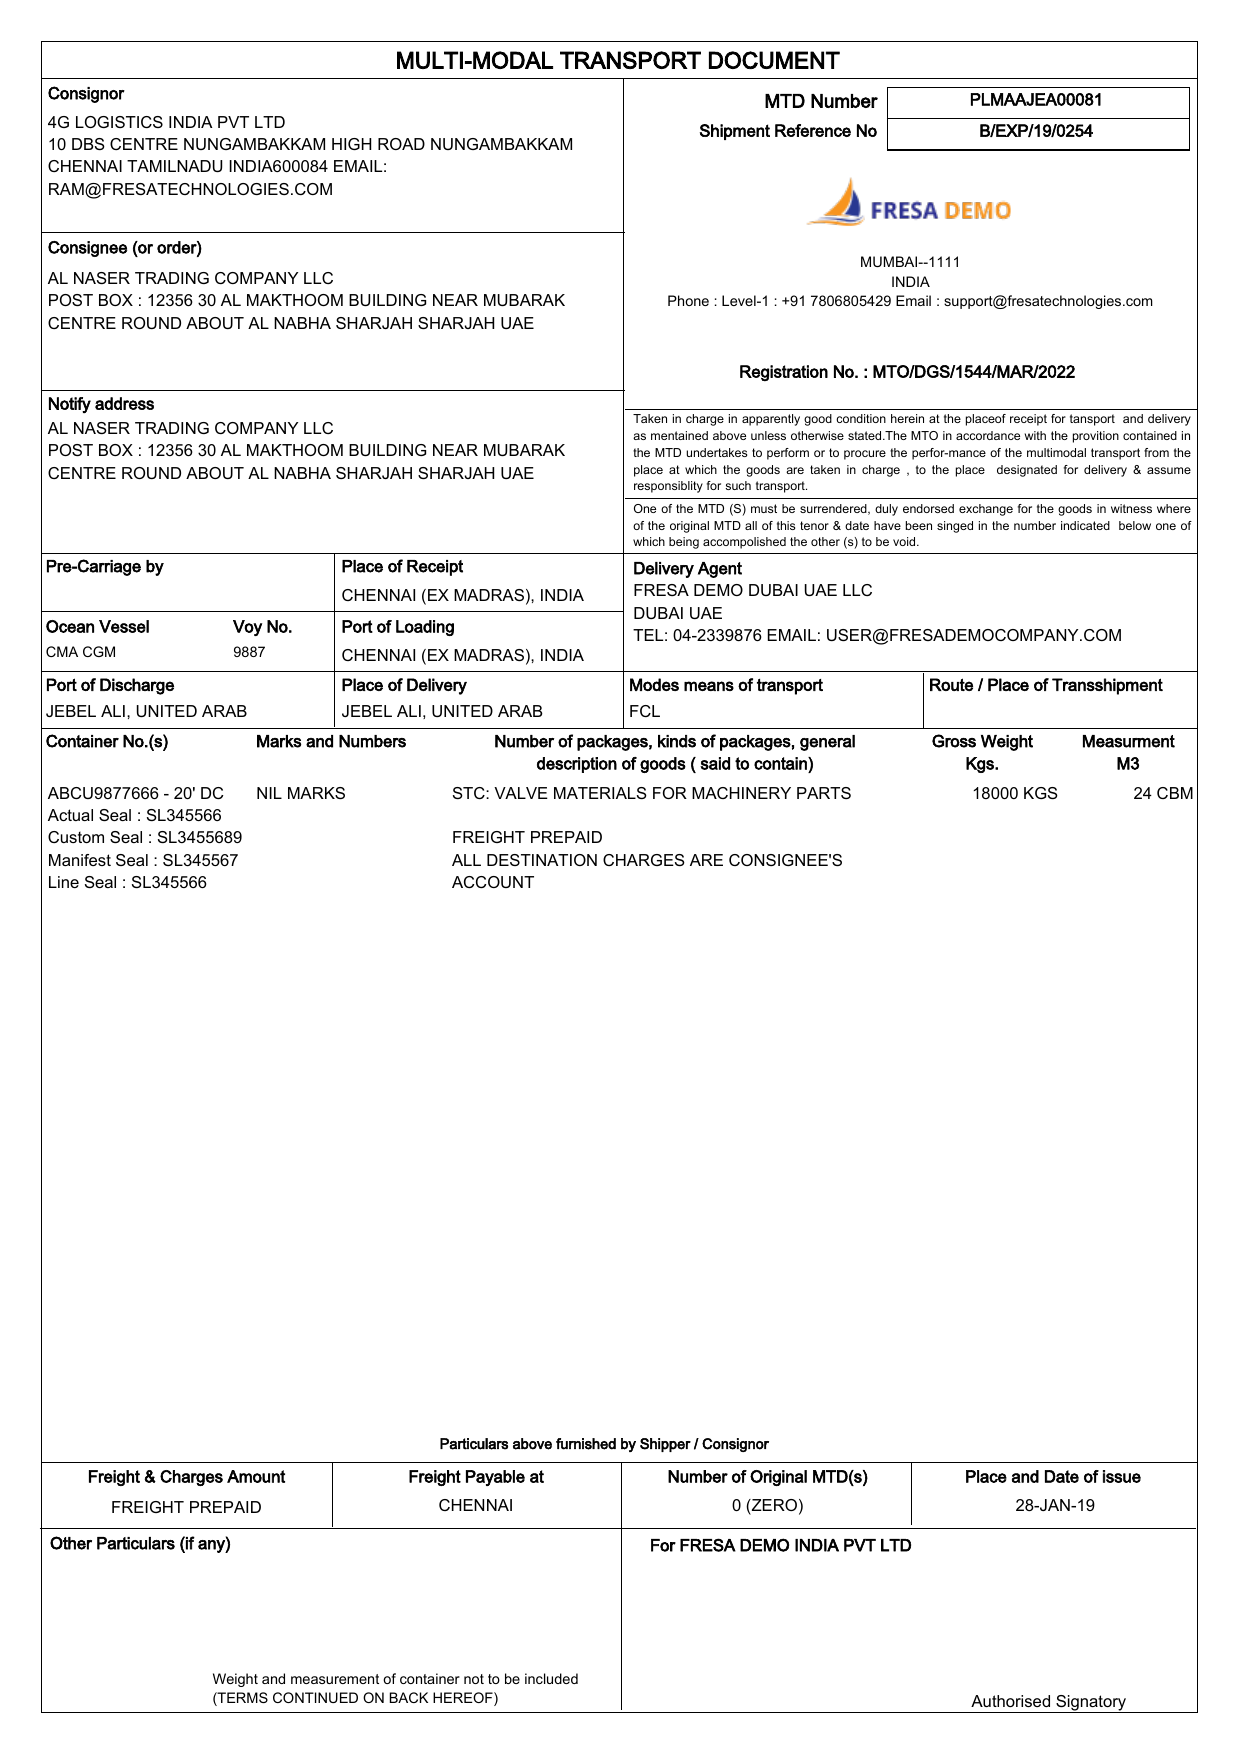 MULTI-MODAL TRANSPORT DOCUMENT
Consignor
4G LOGISTICS INDIA PVT LTD
10 DBS CENTRE NUNGAMBAKKAM HIGH ROAD NUNGAMBAKKAM
CHENNAI TAMILNADU INDIA600084 EMAIL:
RAM@FRESATECHNOLOGIES.COM
MTD Number PLMAAJEA00081
Shipment Reference No B/EXP/19/0254
FRESA DEMO
MUMBAI--1111
INDIA
Phone : Level-1 : +91 7806805429 Email : support@fresatechnologies.com
Registration No. : MTO/DGS/1544/MAR/2022
Consignee (or order)
AL NASER TRADING COMPANY LLC
POST BOX : 12356 30 AL MAKTHOOM BUILDING NEAR MUBARAK
CENTRE ROUND ABOUT AL NABHA SHARJAH SHARJAH UAE
Notify address
AL NASER TRADING COMPANY LLC
POST BOX : 12356 30 AL MAKTHOOM BUILDING NEAR MUBARAK
CENTRE ROUND ABOUT AL NABHA SHARJAH SHARJAH UAE
Taken in charge in apparently good condition herein at the placeof receipt for tansport and delivery
as mentained above unless otherwise stated.The MTO in accordance with the provition contained in
the MTD undertakes to perform or to procure the perfor-mance of the multimodal transport from the
place at which the goods are taken in charge , to the place designated for delivery & assume
responsiblity for such transport.
One of the MTD (S) must be surrendered, duly endorsed exchange for the goods in witness where
of the original MTD all of this tenor & date have been singed in the number indicated below one of
which being accompolished the other (s) to be void.
Pre-Carriage by
Place of Receipt
CHENNAI (EX MADRAS), INDIA
Delivery Agent
FRESA DEMO DUBAI UAE LLC
DUBAI UAE
TEL: 04-2339876 EMAIL: USER@FRESADEMOCOMPANY.COM
Ocean Vessel Voy No.
CMA CGM 9887
Port of Loading
CHENNAI (EX MADRAS), INDIA
Port of Discharge
JEBEL ALI, UNITED ARAB
Place of Delivery
JEBEL ALI, UNITED ARAB
Modes means of transport
FCL
Route / Place of Transshipment
Container No.(s) Marks and Numbers Number of packages, kinds of packages, general Gross Weight Measurment
description of goods ( said to contain) Kgs. M3
ABCU9877666 - 20' DC NIL MARKS STC: VALVE MATERIALS FOR MACHINERY PARTS 18000 KGS 24 CBM
Actual Seal : SL345566
Custom Seal : SL3455689 FREIGHT PREPAID
Manifest Seal : SL345567 ALL DESTINATION CHARGES ARE CONSIGNEE'S
Line Seal : SL345566 ACCOUNT
Particulars above furnished by Shipper / Consignor
Freight & Charges Amount Freight Payable at Number of Original MTD(s) Place and Date of issue
FREIGHT PREPAID CHENNAI 0 (ZERO) 28-JAN-19
Other Particulars (if any)
For FRESA DEMO INDIA PVT LTD
Weight and measurement of container not to be included
(TERMS CONTINUED ON BACK HEREOF)
Authorised Signatory